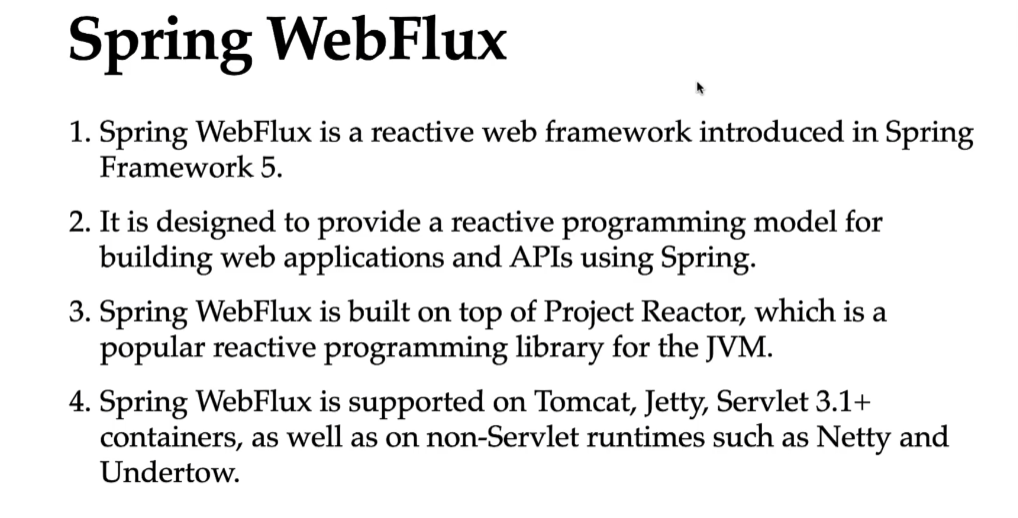 Spring WebFlux
1. Spring WebFlux is a reactive web framework introduced in Spring
Framework 5.
2. It is designed to provide a reactive programming model for
building web applications and APIs using Spring.
3. Spring WebFlux is built on top of Project Reactor, which is a
popular reactive programming library for the JVM.
4. Spring WebFlux is supported on Tomcat, Jetty, Servlet 3.1+
containers, as well as on non-Servlet runtimes such as Netty and
Undertow.